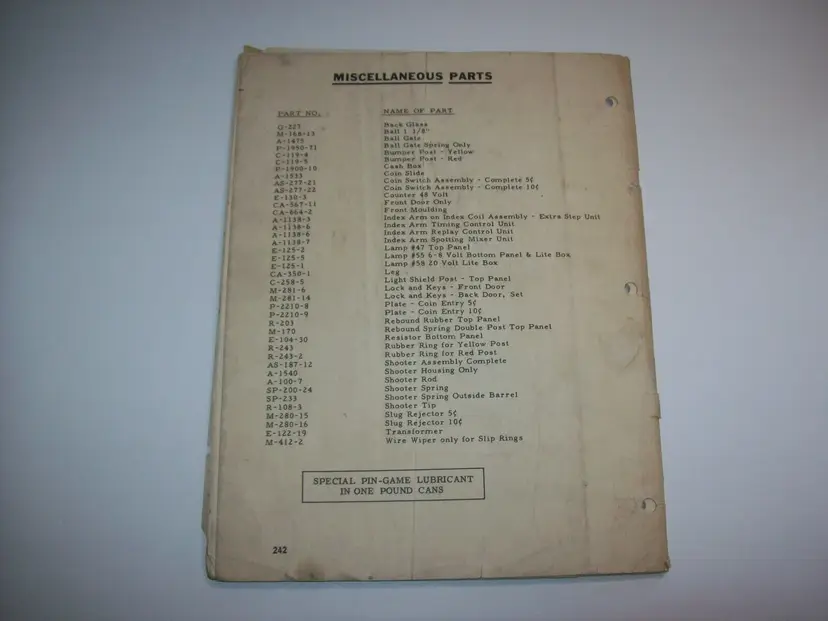 MISCELLANEOUS PARTS
PART NO. NAME OF PART
G-225 Back Glass
M-168-13 Ball 1 1/8"
A-1475 Ball Gate
P-1950-71 Ball Gate Spring Only
C-119-4 Bumper Post - Yellow
C-119-5 Bumper Post - Red
P-1900-10 Cash Box
A-1533 Coin Slide
AS-277-21 Coin Switch Assembly - Complete 5¢
AS-277-22 Coin Switch Assembly - Complete 10¢
E-130-3 Counter 48 Volt
CA-567-11 Front Door Only
CA-664-2 Front Moulding
A-1138-3 Index Arm on Index Coil Assembly - Extra Step Unit
A-1138-6 Index Arm Timing Control Unit
A-1138-6 Index Arm Replay Control Unit
A-1138-7 Index Arm Spotting Mixer Unit
E-125-2 Lamp #47 Top Panel
E-125-5 Lamp #55 6-8 Volt Bottom Panel & Lite Box
E-125-1 Lamp #58 20 Volt Lite Box
CA-350-1 Leg
C-258-5 Light Shield Post - Top Panel
M-281-6 Lock and Keys - Front Door
M-281-14 Lock and Keys - Back Door, Set
P-2210-8 Plate - Coin Entry 5¢
P-2210-9 Plate - Coin Entry 10¢
R-203 Rebound Rubber Top Panel
M-170 Rebound Spring Double Post Top Panel
E-104-30 Resistor Bottom Panel
R-243 Rubber Ring for Yellow Post
R-243-2 Rubber Ring for Red Post
AS-187-12 Shooter Assembly Complete
A-1540 Shooter Housing Only
A-100-7 Shooter Rod
SP-200-24 Shooter Spring
SP-233 Shooter Spring Outside Barrel
R-108-3 Shooter Tip
M-280-15 Slug Rejector 5¢
M-280-16 Slug Rejector 10¢
E-122-19 Transformer
M-412-2 Wire Wiper only for Slip Rings
SPECIAL PIN-GAME LUBRICANT
IN ONE POUND CANS
242